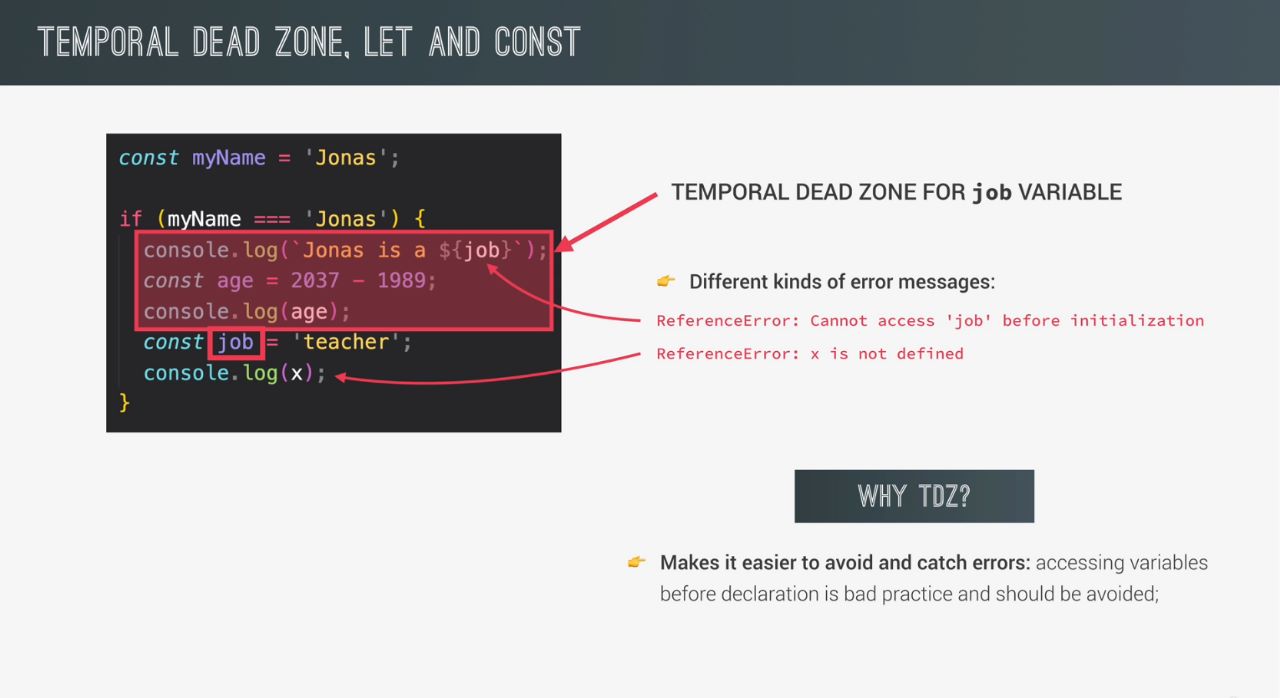 TEMPORAL DEAD ZONE, LET AND CONST
const myName = 'Jonas';
if (myName === 'Jonas') {
console.log(`Jonas is a ${job}`);
const age = 2037 - 1989;
console.log(age);
const job = 'teacher';
console.log(x);
}
TEMPORAL DEAD ZONE FOR job VARIABLE
👉 Different kinds of error messages:
ReferenceError: Cannot access 'job' before initialization
ReferenceError: x is not defined
WHY TDZ?
👉 Makes it easier to avoid and catch errors: accessing variables
before declaration is bad practice and should be avoided;